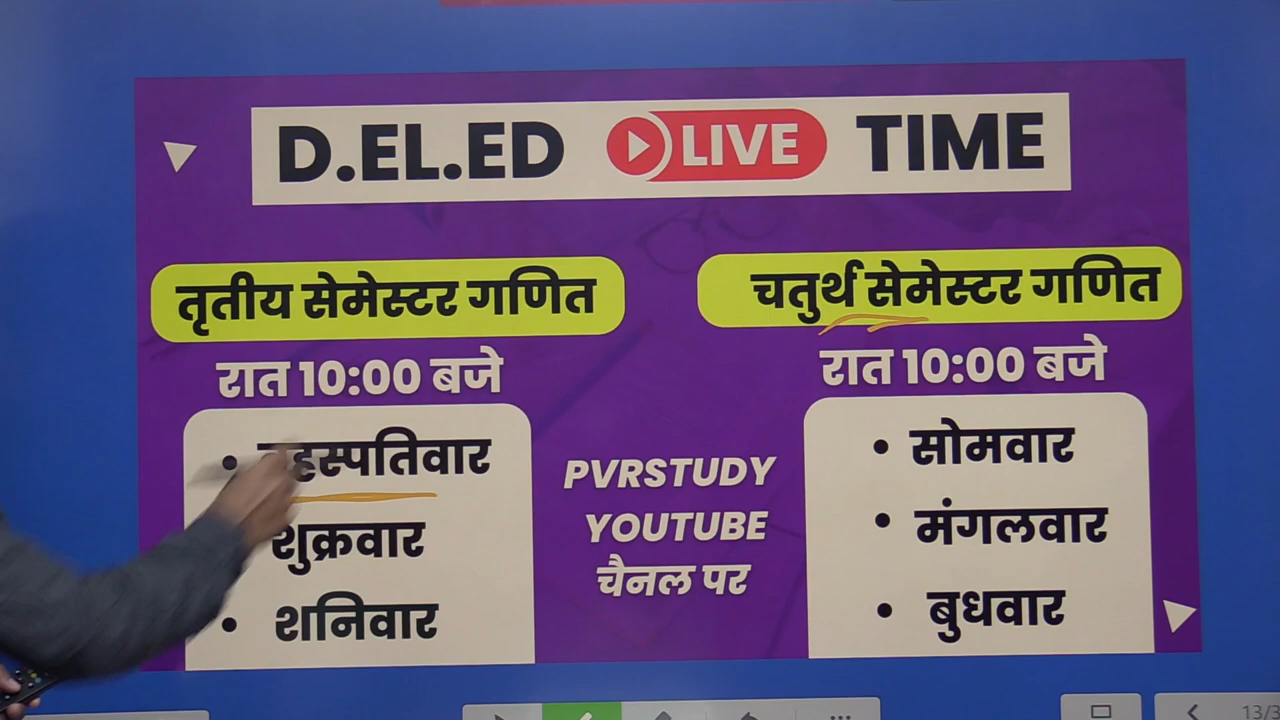 D.EL.ED LIVE TIME
तृतीय सेमेस्टर गणित
रात 10:00 बजे
शुक्रवार
शनिवार
PVRSTUDY
YOUTUBE
चैनल पर
चतुर्थ सेमेस्टर गणित
रात 10:00 बजे
सोमवार
मंगलवार
बुधवार